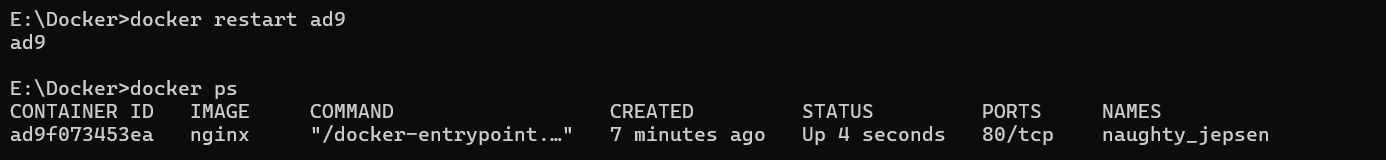 E:\Docker>docker restart ad9
ad9
E:\Docker>docker ps
CONTAINER ID   IMAGE     COMMAND                  CREATED         STATUS         PORTS     NAMES
ad9f073453ea   nginx     "/docker-entrypoint.…"   7 minutes ago   Up 4 seconds   80/tcp    naughty_jepsen